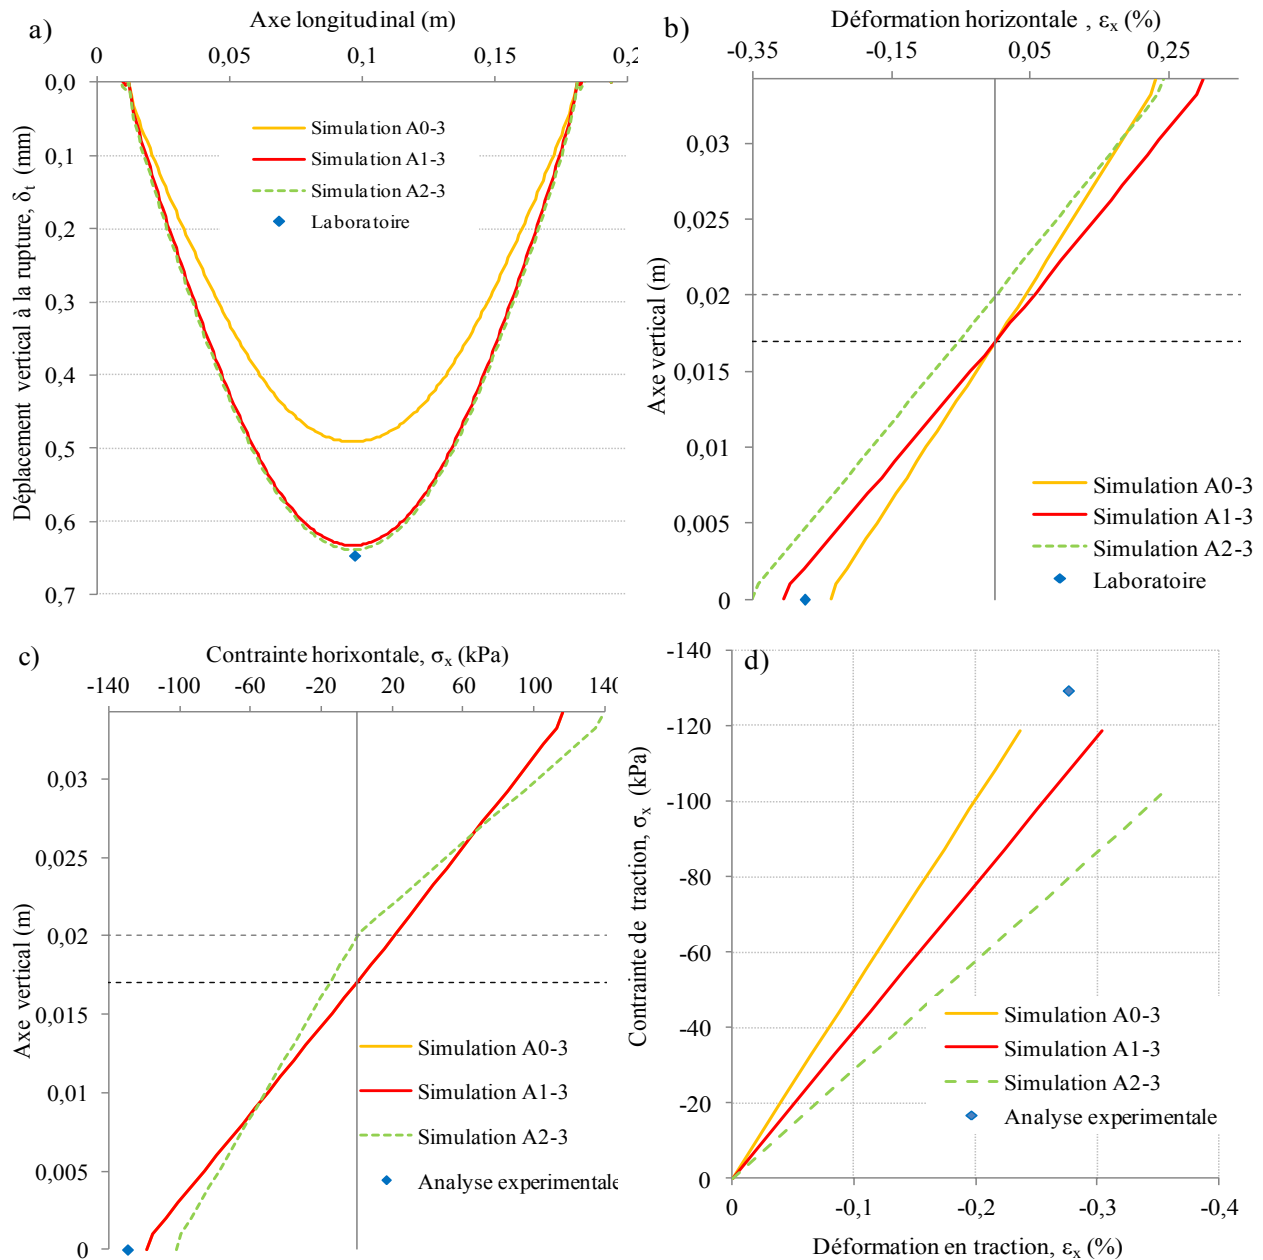 a)
Axe longitudinal (m)
0 0,05 0,1 0,15 0,2
Déplacement vertical à la rupture, δt (mm)
0,0
0,1
0,2
0,3
0,4
0,5
0,6
0,7
Simulation A0-3
Simulation A1-3
Simulation A2-3
Laboratoire
b)
Déformation horizontale , εx (%)
-0,35 -0,15 0,05 0,25
Axe vertical (m)
0,03
0,025
0,02
0,015
0,01
0,005
0
Simulation A0-3
Simulation A1-3
Simulation A2-3
Laboratoire
c)
Contrainte horixontale, σx (kPa)
-140 -100 -60 -20 20 60 100 140
Axe vertical (m)
0,03
0,025
0,02
0,015
0,01
0,005
0
Simulation A0-3
Simulation A1-3
Simulation A2-3
Analyse experimentale
d)
Contrainte de traction, σx (kPa)
-140
-120
-100
-80
-60
-40
-20
0
Simulation A0-3
Simulation A1-3
Simulation A2-3
Analyse experimentale
0 -0,1 -0,2 -0,3 -0,4
Déformation en traction, εx (%)